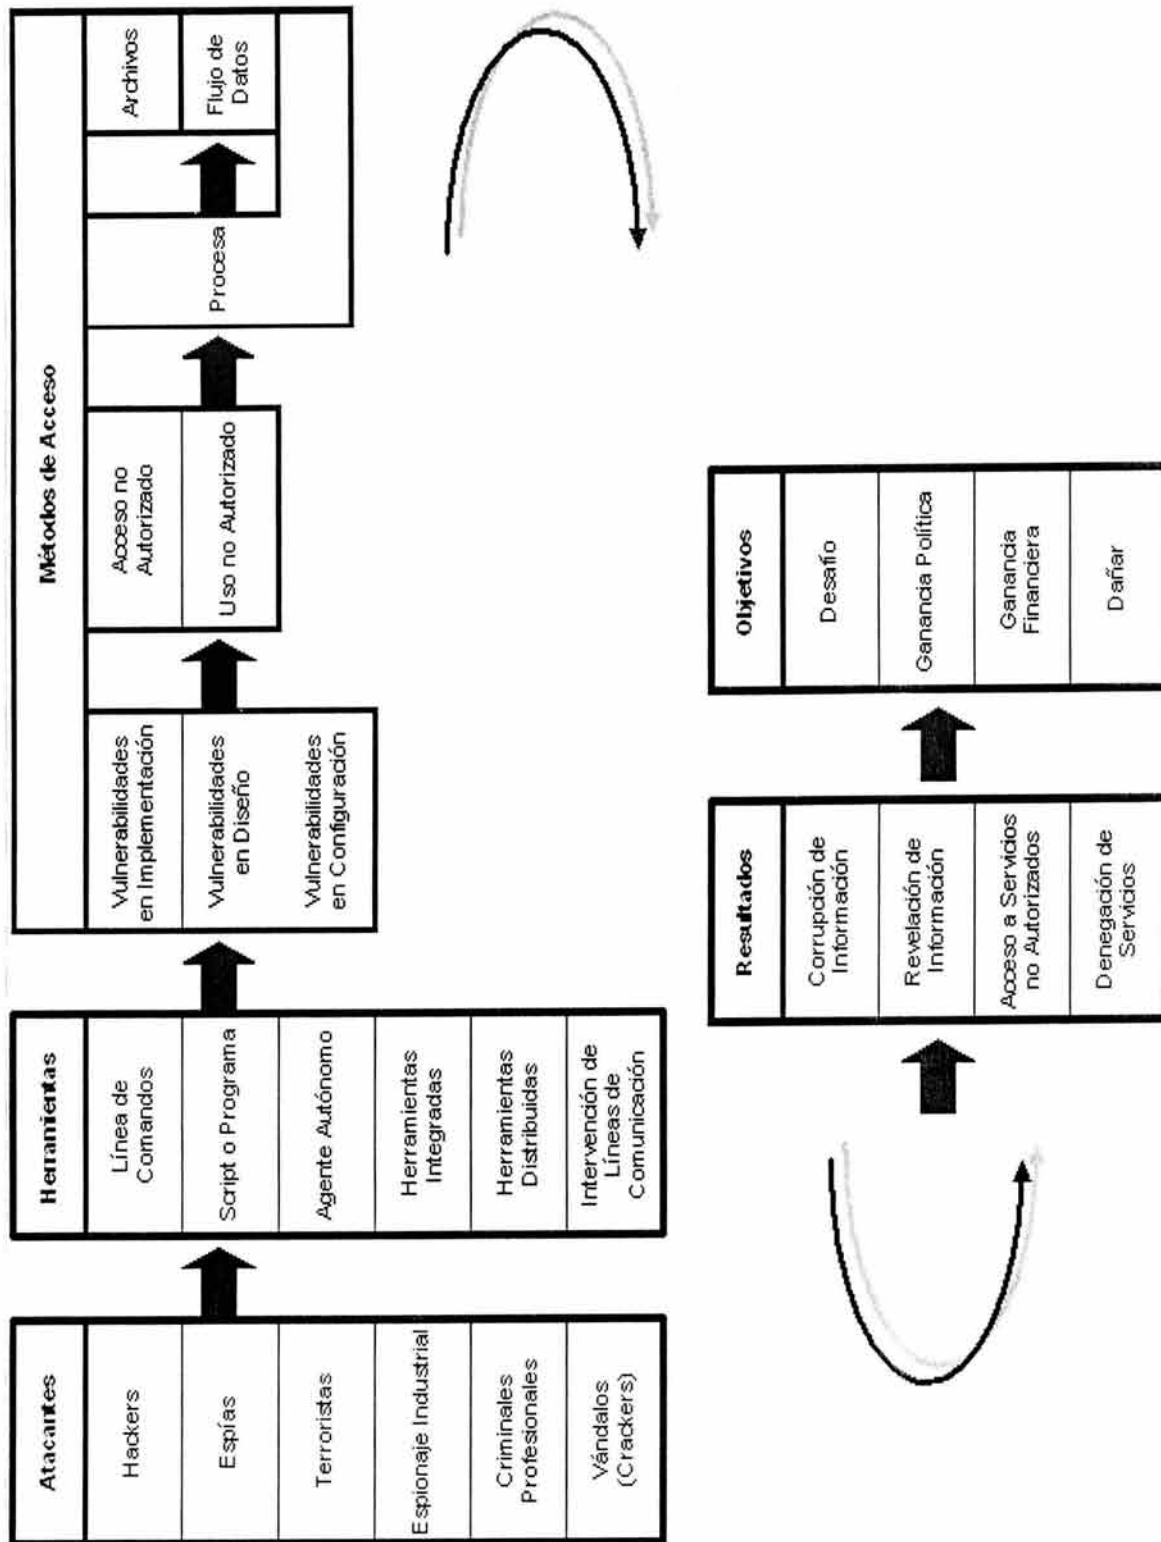 Atacantes
Hackers
Espías
Terroristas
Espionaje Industrial
Criminales
Profesionales
Vándalos
(Crackers)
Herramientas
Línea de
Comandos
Script o Programa
Agente Autónomo
Herramientas
Integradas
Herramientas
Distribuidas
Intervención de
Líneas de
Comunicación
Métodos de Acceso
Vulnerabilidades
en Implementación
Vulnerabilidades
en Diseño
Vulnerabilidades
en Configuración
Acceso no
Autorizado
Uso no Autorizado
Procesa
Archivos
Flujo de
Datos
Resultados
Corrupción de
Información
Revelación de
Información
Acceso a Servicios
no Autorizados
Denegación de
Servicios
Objetivos
Desafío
Ganancia Política
Ganancia
Financiera
Dañar